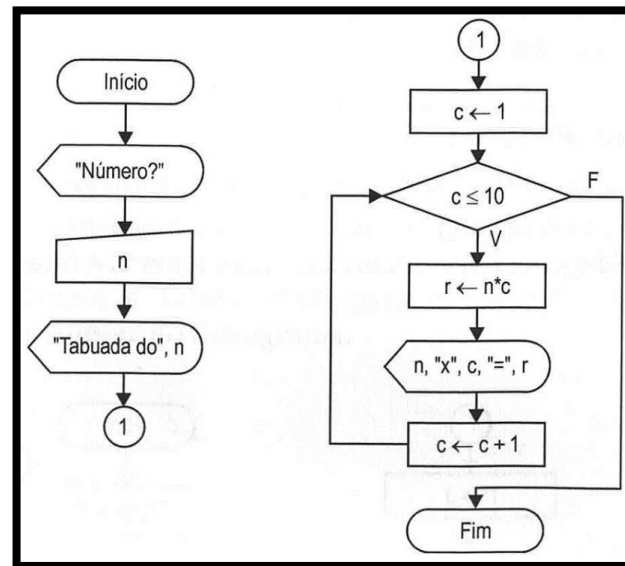 Início
"Número?"
n
"Tabuada do", n
1
1
c ← 1
c ≤ 10
F
V
r ← n*c
n, "x", c, "=", r
c ← c + 1
Fim